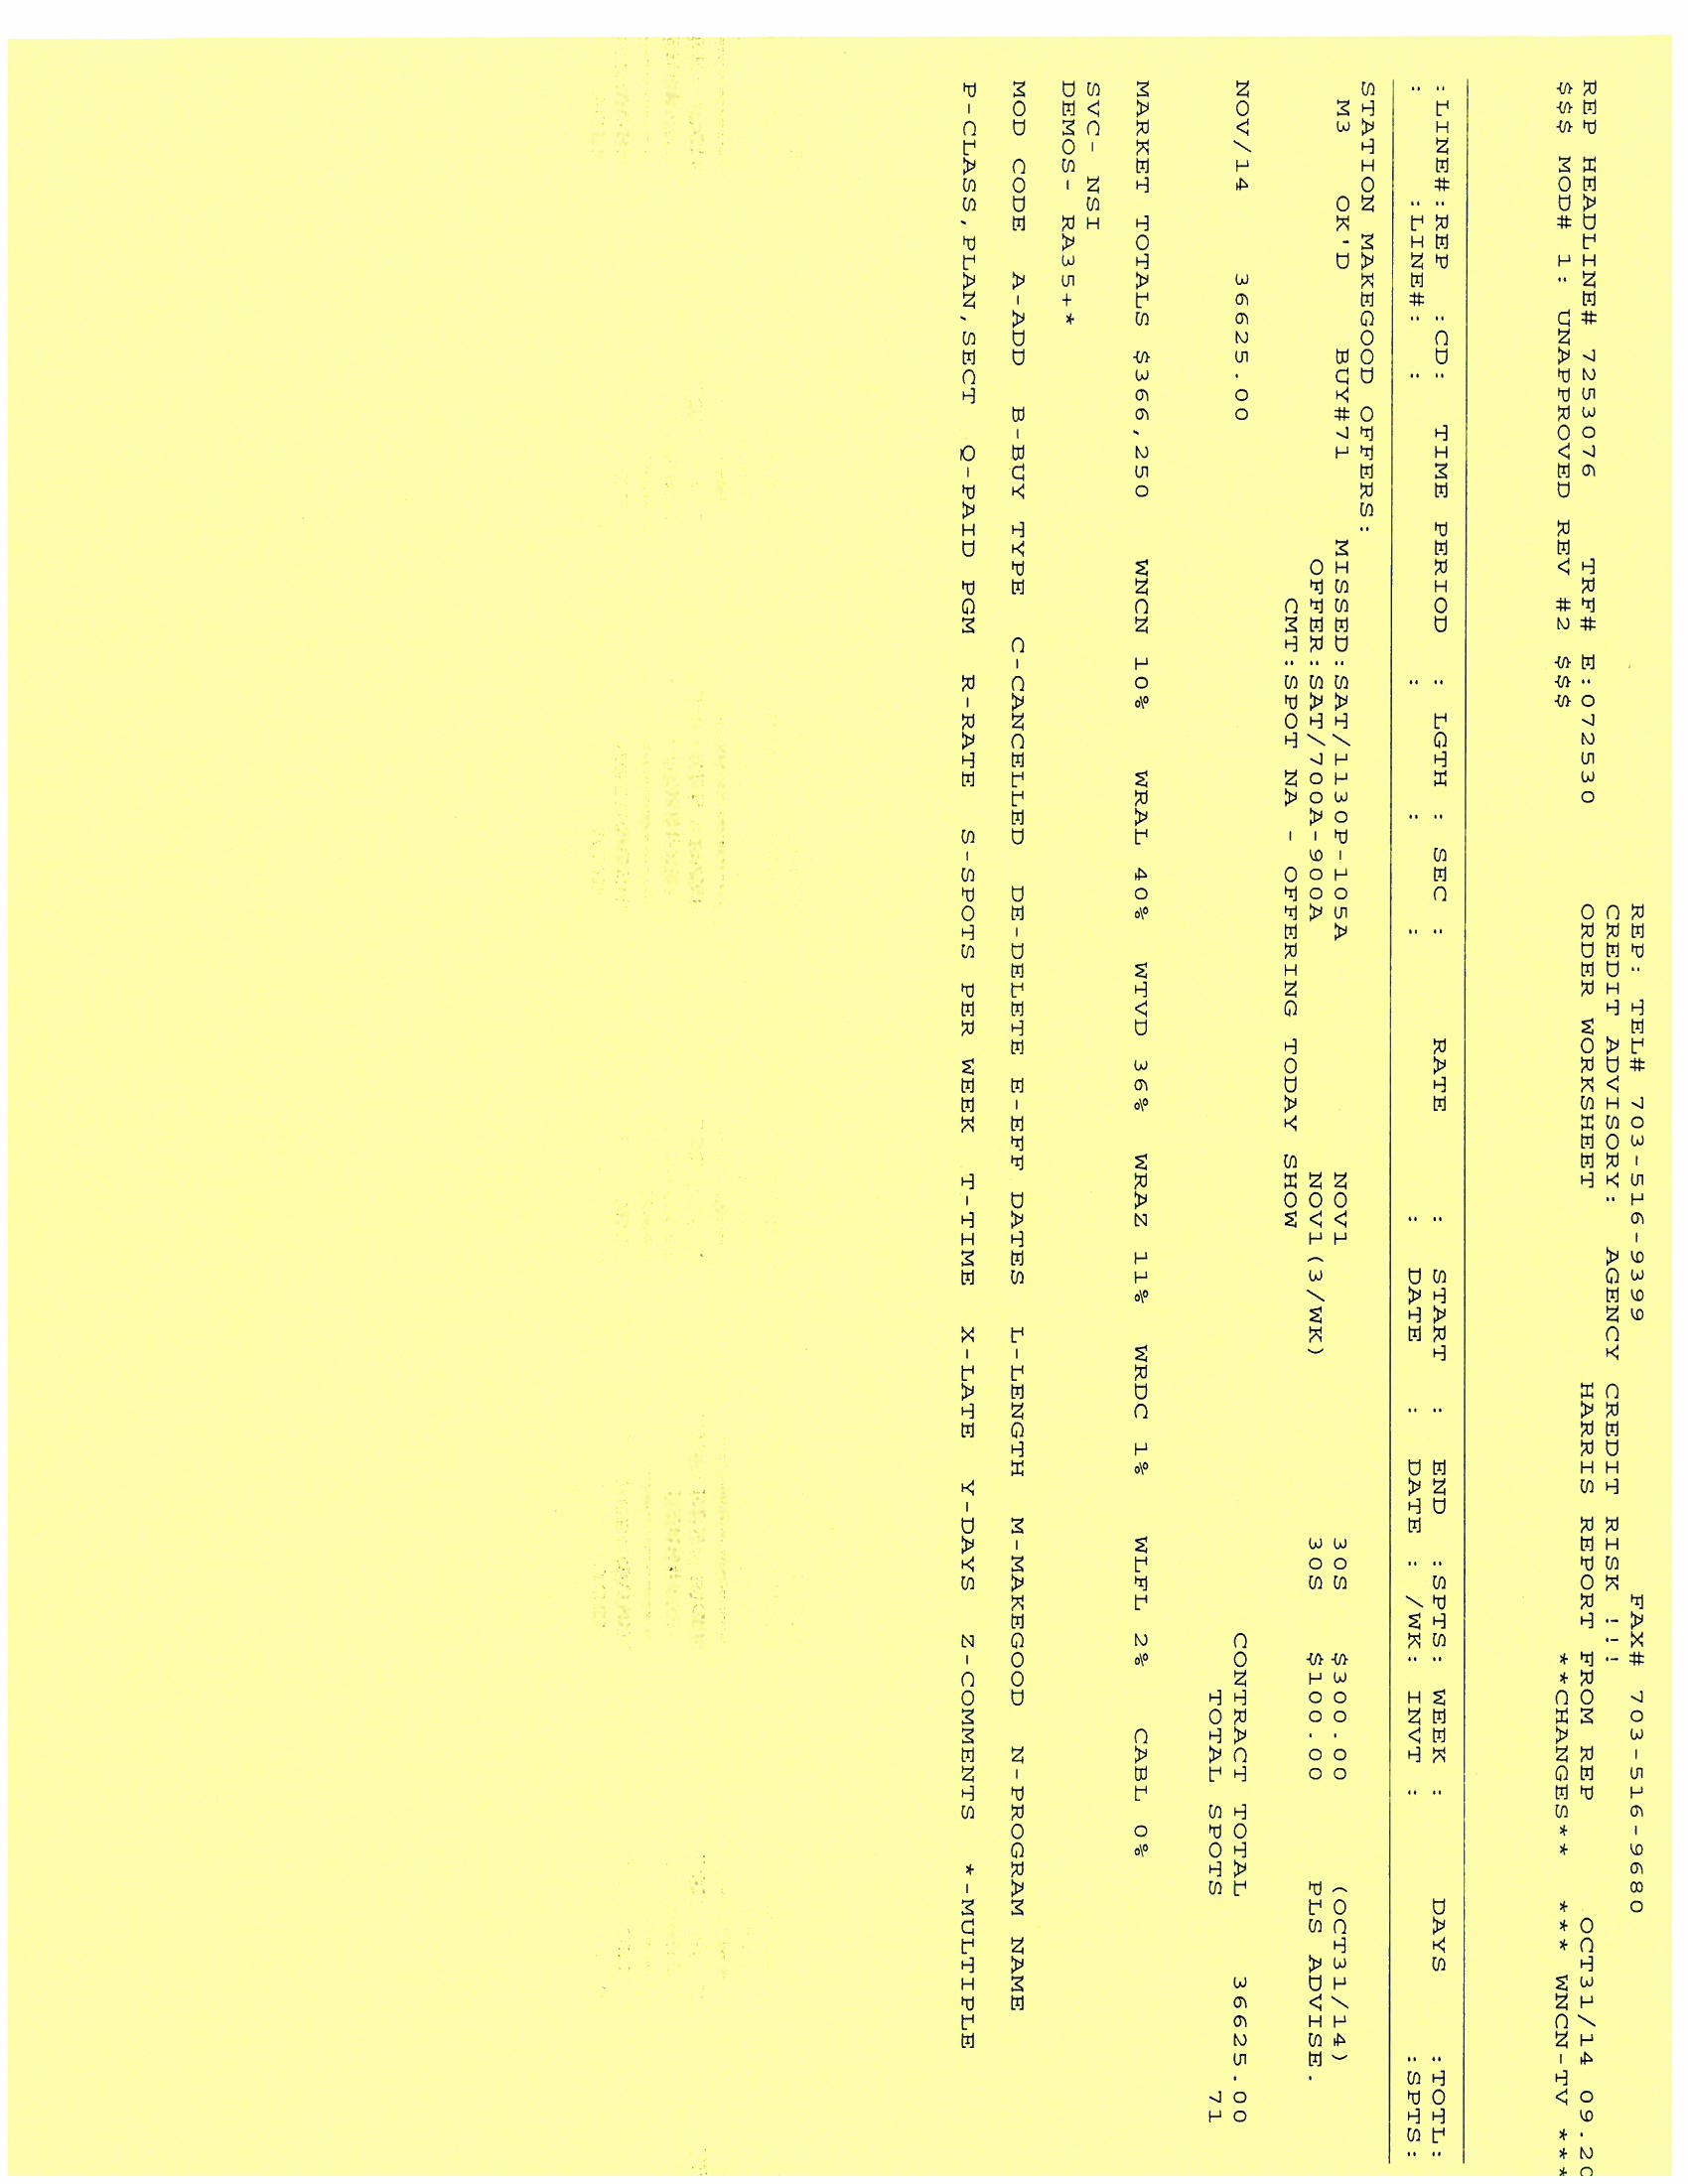 REP: TEL# 703-516-9399 FAX# 703-516-9680
CREDIT ADVISORY: AGENCY CREDIT RISK !!!
REP HEADLINE# 7253076 TRF# E:072530 ORDER WORKSHEET HARRIS REPORT FROM REP OCT31/14 09.20
$$$ MOD# 1: UNAPPROVED REV #2 $$$ **CHANGES** *** WNCN-TV ***
:LINE#:REP :CD: TIME PERIOD : LGTH : SEC : RATE : START : END :SPTS: WEEK : DAYS :TOTL:
: :LINE#: : : : : : DATE : DATE : /WK: INVT : :SPTS:
STATION MAKEGOOD OFFERS:
M3 OK'D BUY#71 MISSED:SAT/1130P-105A NOV1 30S $300.00 (OCT31/14)
OFFER:SAT/700A-900A NOV1(3/WK) 30S $100.00 PLS ADVISE.
CMT:SPOT NA - OFFERING TODAY SHOW
NOV/14 36625.00 CONTRACT TOTAL 36625.00
TOTAL SPOTS 71
MARKET TOTALS $366,250 WNCN 10% WRAL 40% WTVD 36% WRAZ 11% WRDC 1% WLFL 2% CABL 0%
SVC- NSI
DEMOS- RA35+*
MOD CODE A-ADD B-BUY TYPE C-CANCELLED DE-DELETE E-EFF DATES L-LENGTH M-MAKEGOOD N-PROGRAM NAME
P-CLASS,PLAN,SECT Q-PAID PGM R-RATE S-SPOTS PER WEEK T-TIME X-LATE Y-DAYS Z-COMMENTS *-MULTIPLE